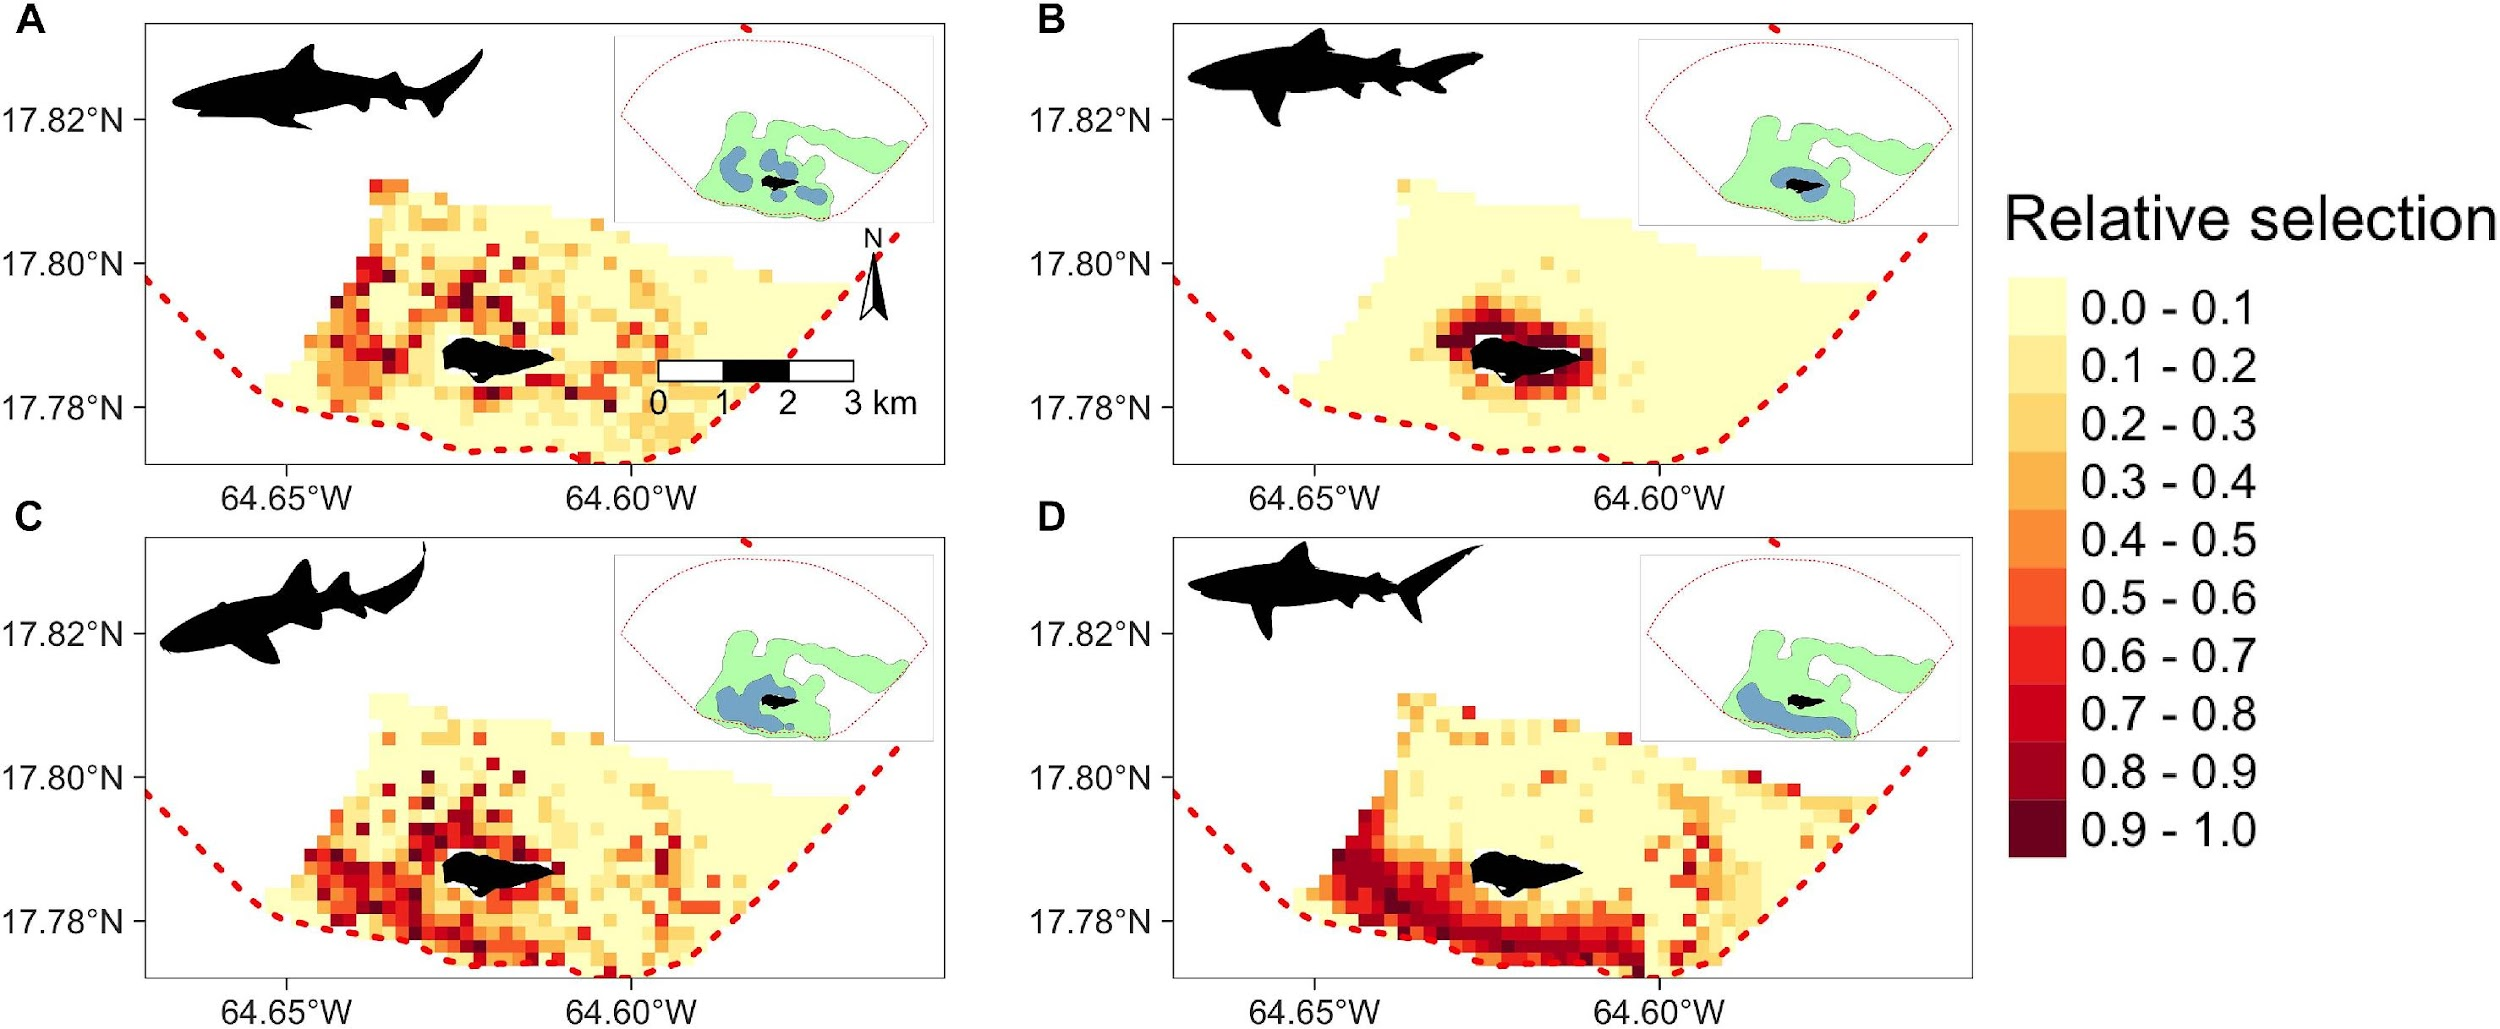 A
17.82°N
17.80°N
17.78°N
64.65°W 64.60°W
N
0 1 2 3 km
B
17.82°N
17.80°N
17.78°N
64.65°W 64.60°W
C
17.82°N
17.80°N
17.78°N
64.65°W 64.60°W
D
17.82°N
17.80°N
17.78°N
64.65°W 64.60°W
Relative selection
0.0 - 0.1
0.1 - 0.2
0.2 - 0.3
0.3 - 0.4
0.4 - 0.5
0.5 - 0.6
0.6 - 0.7
0.7 - 0.8
0.8 - 0.9
0.9 - 1.0